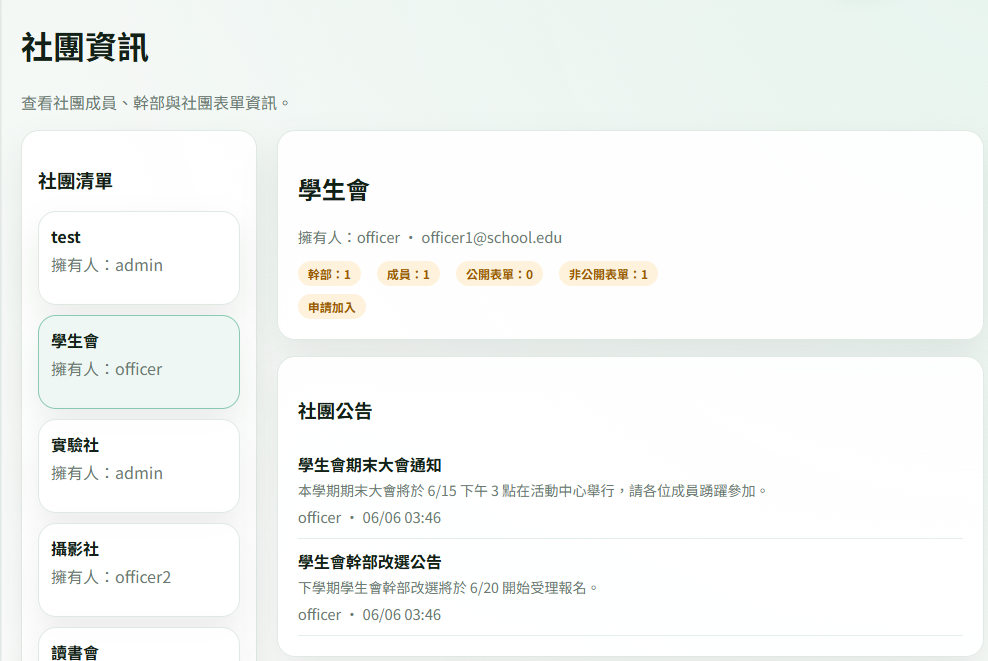 社團資訊
查看社團成員、幹部與社團表單資訊。
社團清單
test
擁有人：admin
學生會
擁有人：officer
實驗社
擁有人：admin
攝影社
擁有人：officer2
讀書會
學生會
擁有人：officer · officer1@school.edu
幹部：1
成員：1
公開表單：0
非公開表單：1
申請加入
社團公告
學生會期末大會通知
本學期期末大會將於 6/15 下午 3 點在活動中心舉行，請各位成員踴躍參加。
officer · 06/06 03:46
學生會幹部改選公告
下學期學生會幹部改選將於 6/20 開始受理報名。
officer · 06/06 03:46